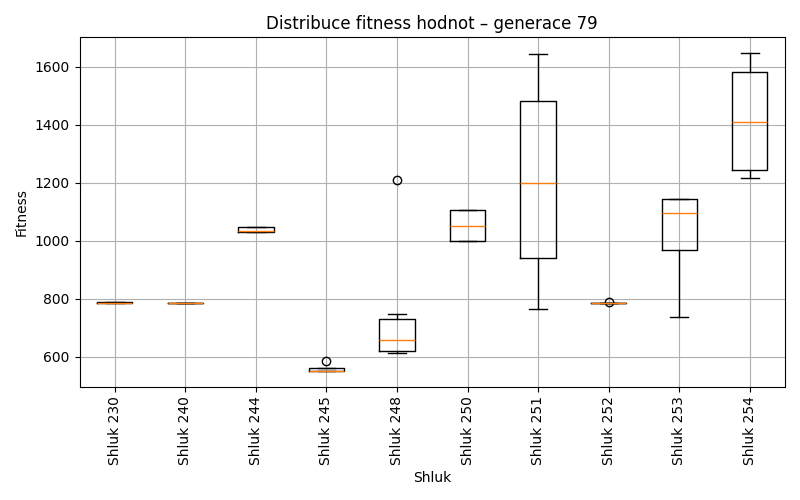 Distribuce fitness hodnot – generace 79
Fitness
1600
1400
1200
1000
800
600
Shluk 230
Shluk 240
Shluk 244
Shluk 245
Shluk 248
Shluk 250
Shluk 251
Shluk 252
Shluk 253
Shluk 254
Shluk